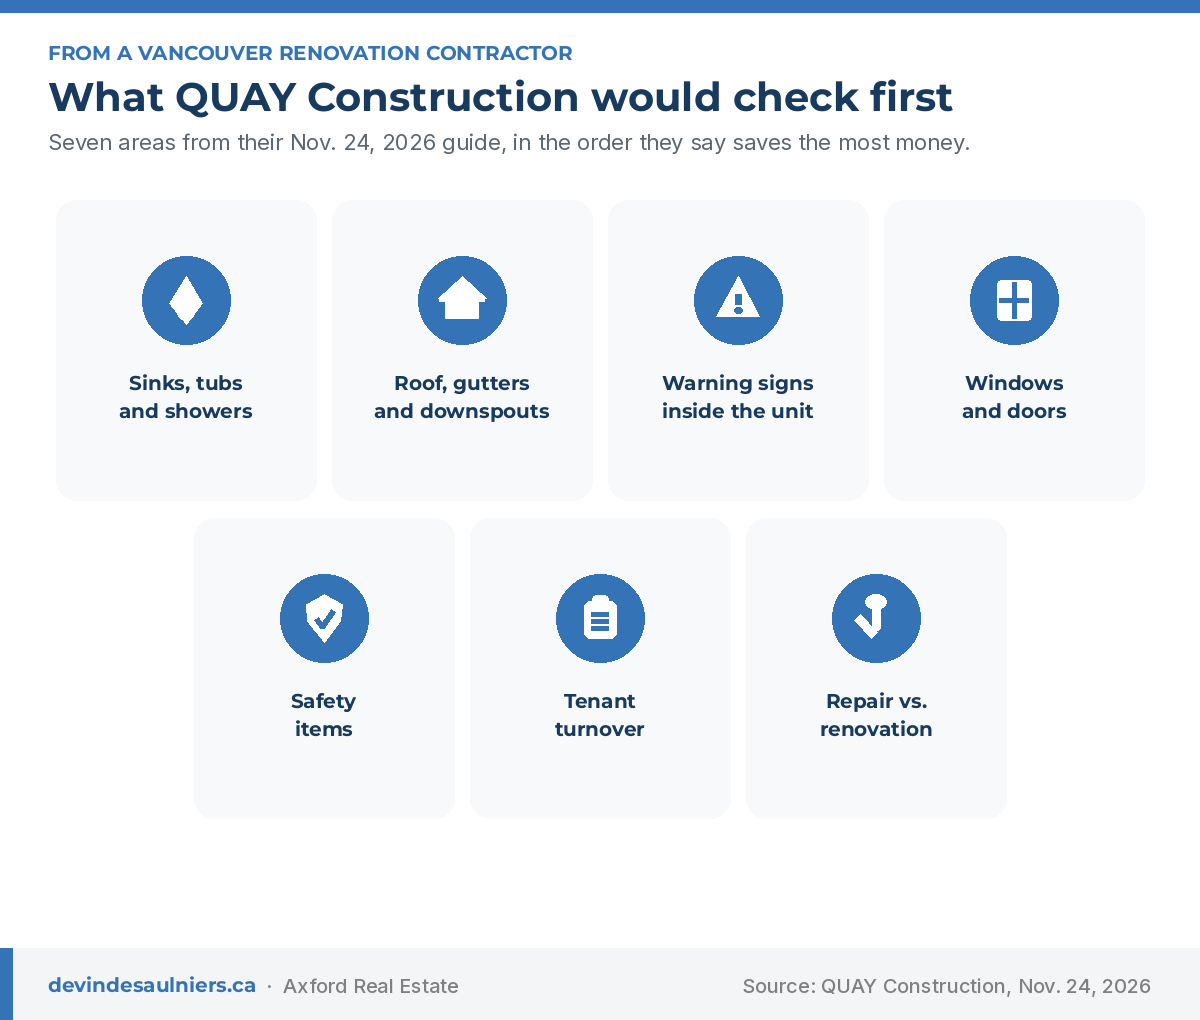 FROM A VANCOUVER RENOVATION CONTRACTOR
What QUAY Construction would check first
Seven areas from their Nov. 24, 2026 guide, in the order they say saves the most money.
Sinks, tubs
and showers
Roof, gutters
and downspouts
Warning signs
inside the unit
Windows
and doors
Safety
items
Tenant
turnover
Repair vs.
renovation
devindesaulniers.ca · Axford Real Estate
Source: QUAY Construction, Nov. 24, 2026